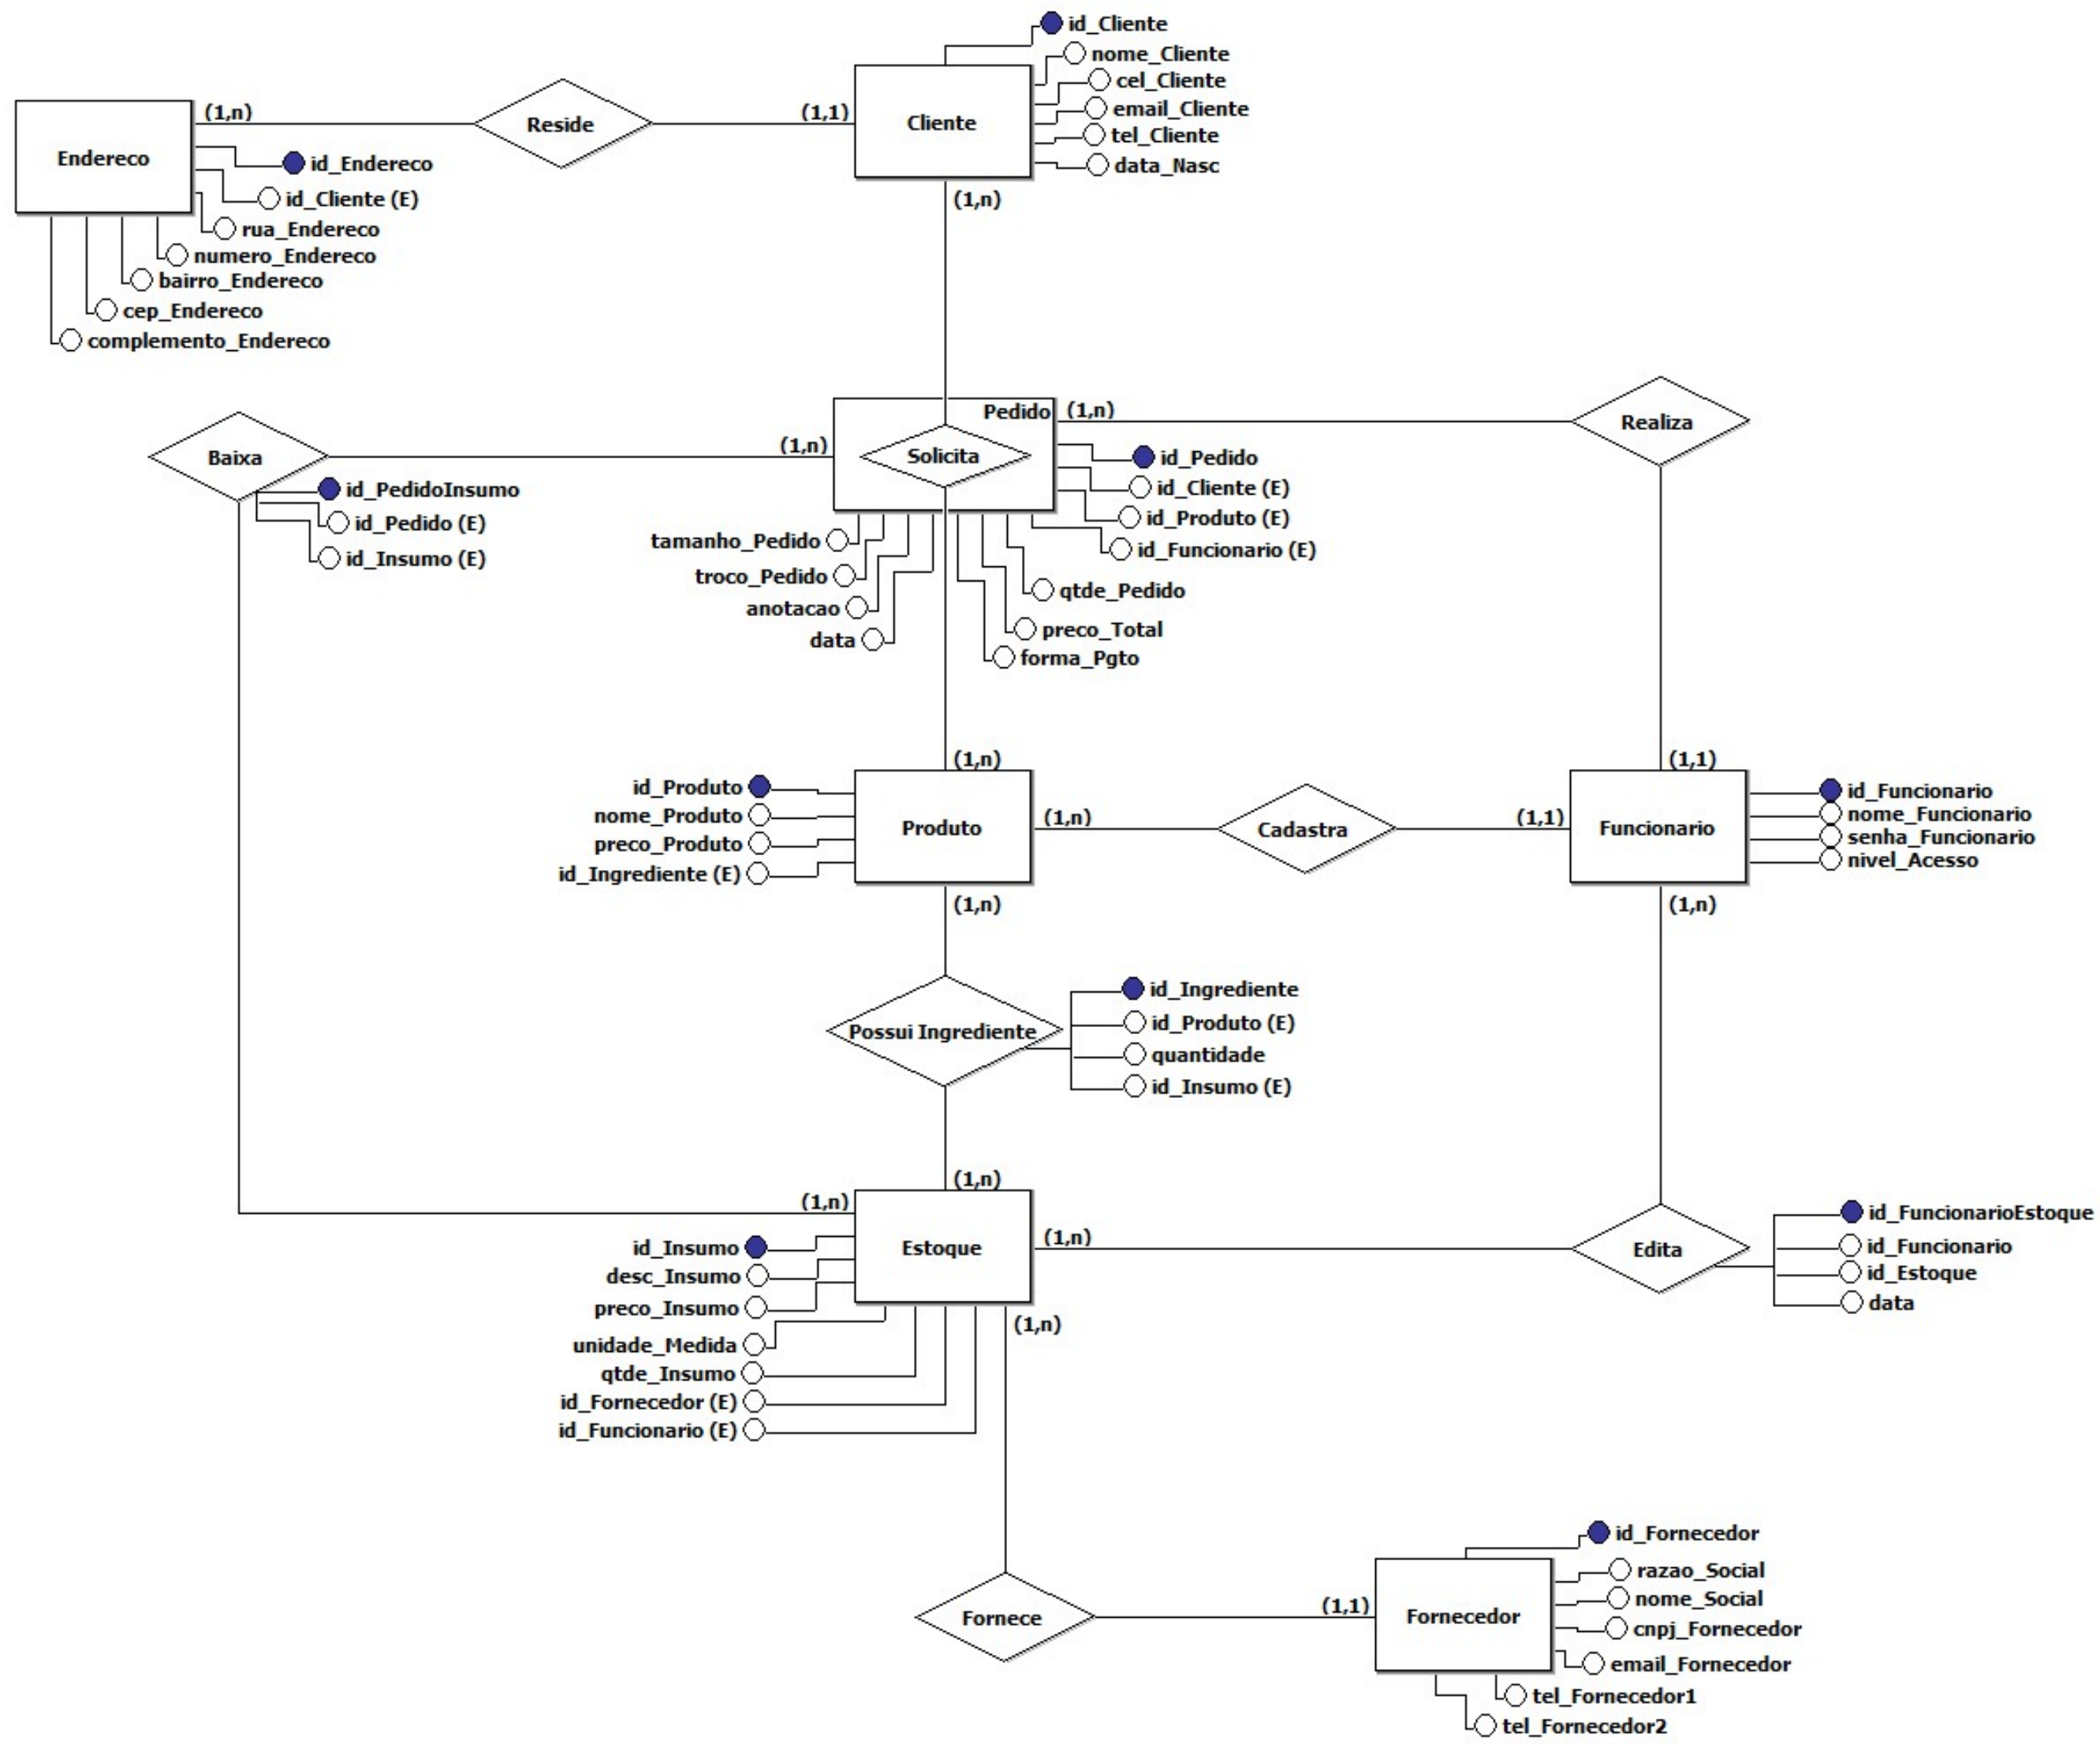 id_Cliente
nome_Cliente
cel_Cliente
email_Cliente
tel_Cliente
data_Nasc
Cliente
(1,1)
(1,n)
Reside
(1,n)
Endereco
id_Endereco
id_Cliente (E)
rua_Endereco
numero_Endereco
bairro_Endereco
cep_Endereco
complemento_Endereco
Baixa
(1,n)
id_PedidoInsumo
id_Pedido (E)
id_Insumo (E)
Pedido
(1,n)
Solicita
Realiza
id_Pedido
id_Cliente (E)
id_Produto (E)
id_Funcionario (E)
tamanho_Pedido
troco_Pedido
anotacao
data
qtde_Pedido
preco_Total
forma_Pgto
(1,n)
(1,1)
id_Produto
nome_Produto
preco_Produto
id_Ingrediente (E)
Produto
(1,n)
Cadastra
(1,1)
Funcionario
id_Funcionario
nome_Funcionario
senha_Funcionario
nivel_Acesso
(1,n)
(1,n)
Possui Ingrediente
id_Ingrediente
id_Produto (E)
quantidade
id_Insumo (E)
(1,n)
(1,n)
Estoque
(1,n)
Edita
id_FuncionarioEstoque
id_Funcionario
id_Estoque
data
id_Insumo
desc_Insumo
preco_Insumo
unidade_Medida
qtde_Insumo
id_Fornecedor (E)
id_Funcionario (E)
(1,n)
Fornece
(1,1)
Fornecedor
id_Fornecedor
razao_Social
nome_Social
cnpj_Fornecedor
email_Fornecedor
tel_Fornecedor1
tel_Fornecedor2